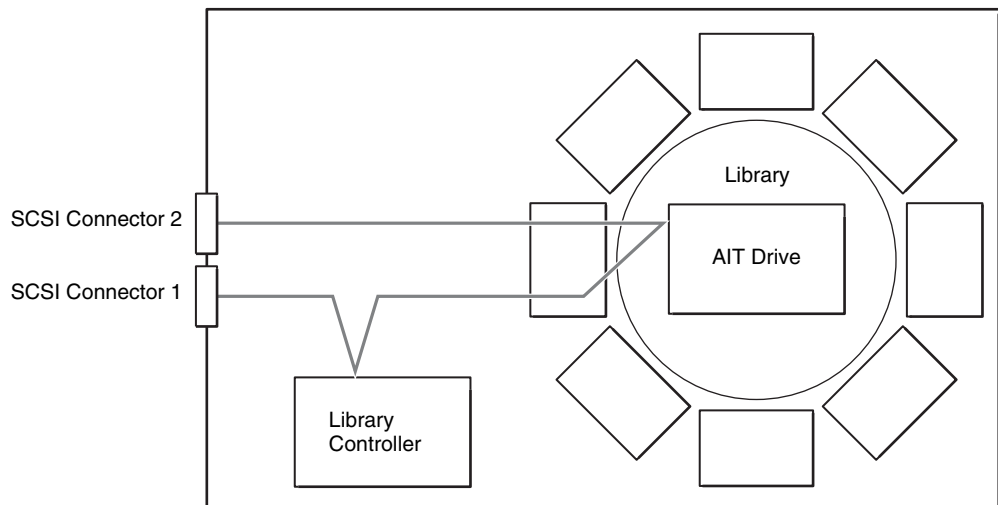 Library
SCSI Connector 2
AIT Drive
SCSI Connector 1
Library
Controller